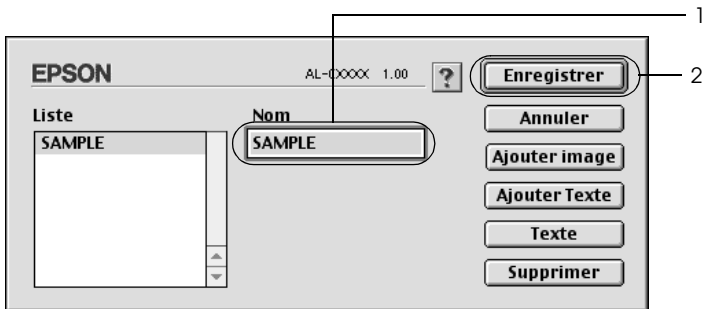 1
EPSON
AL-CXXXX 1.00
?
Enregistrer
2
Liste
Nom
Annuler
SAMPLE
SAMPLE
Ajouter image
Ajouter Texte
Texte
Supprimer